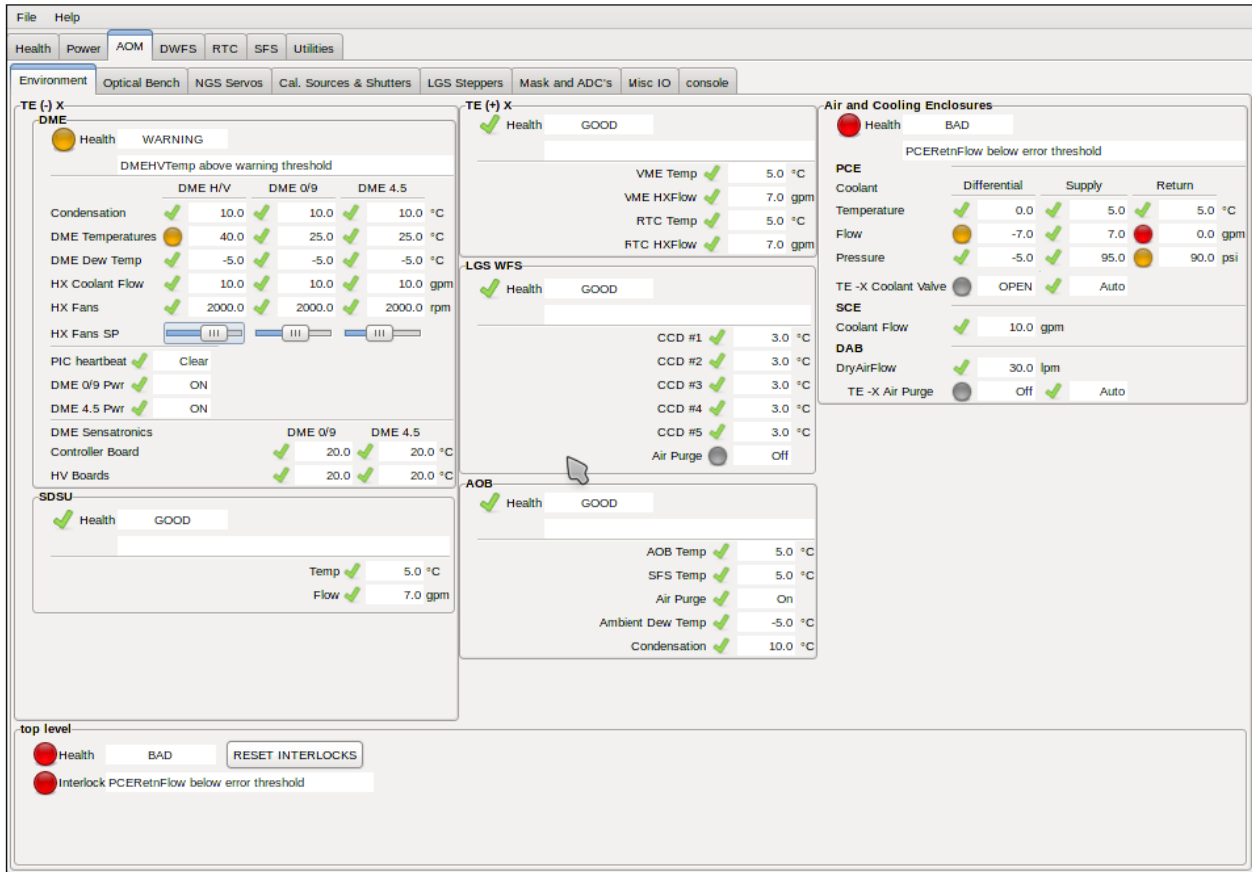 File Help
Health Power AOM DWFS RTC SFS Utilities
Environment Optical Bench NGS Servos Cal. Sources & Shutters LGS Steppers Mask and ADC's Misc IO console
TE (-) X
DME
Health WARNING
DMEHVTemp above warning threshold
DME H/V DME 0/9 DME 4.5
Condensation 10.0 10.0 10.0 °C
DME Temperatures 40.0 25.0 25.0 °C
DME Dew Temp -5.0 -5.0 -5.0 °C
HX Coolant Flow 10.0 10.0 10.0 gpm
HX Fans 2000.0 2000.0 2000.0 rpm
HX Fans SP
PIC heartbeat Clear
DME 0/9 Pwr ON
DME 4.5 Pwr ON
DME Sensatronics DME 0/9 DME 4.5
Controller Board 20.0 20.0 °C
HV Boards 20.0 20.0 °C
SDSU
Health GOOD
Temp 5.0 °C
Flow 7.0 gpm
TE (+) X
Health GOOD
VME Temp 5.0 °C
VME HXFlow 7.0 gpm
RTC Temp 5.0 °C
RTC HXFlow 7.0 gpm
LGS WFS
Health GOOD
CCD #1 3.0 °C
CCD #2 3.0 °C
CCD #3 3.0 °C
CCD #4 3.0 °C
CCD #5 3.0 °C
Air Purge Off
AOB
Health GOOD
AOB Temp 5.0 °C
SFS Temp 5.0 °C
Air Purge On
Ambient Dew Temp -5.0 °C
Condensation 10.0 °C
Air and Cooling Enclosures
Health BAD
PCERetnFlow below error threshold
PCE
Coolant Differential Supply Return
Temperature 0.0 5.0 5.0 °C
Flow -7.0 7.0 0.0 gpm
Pressure -5.0 95.0 90.0 psi
TE -X Coolant Valve OPEN Auto
SCE
Coolant Flow 10.0 gpm
DAB
DryAirFlow 30.0 lpm
TE -X Air Purge Off Auto
top level
Health BAD RESET INTERLOCKS
Interlock PCERetnFlow below error threshold